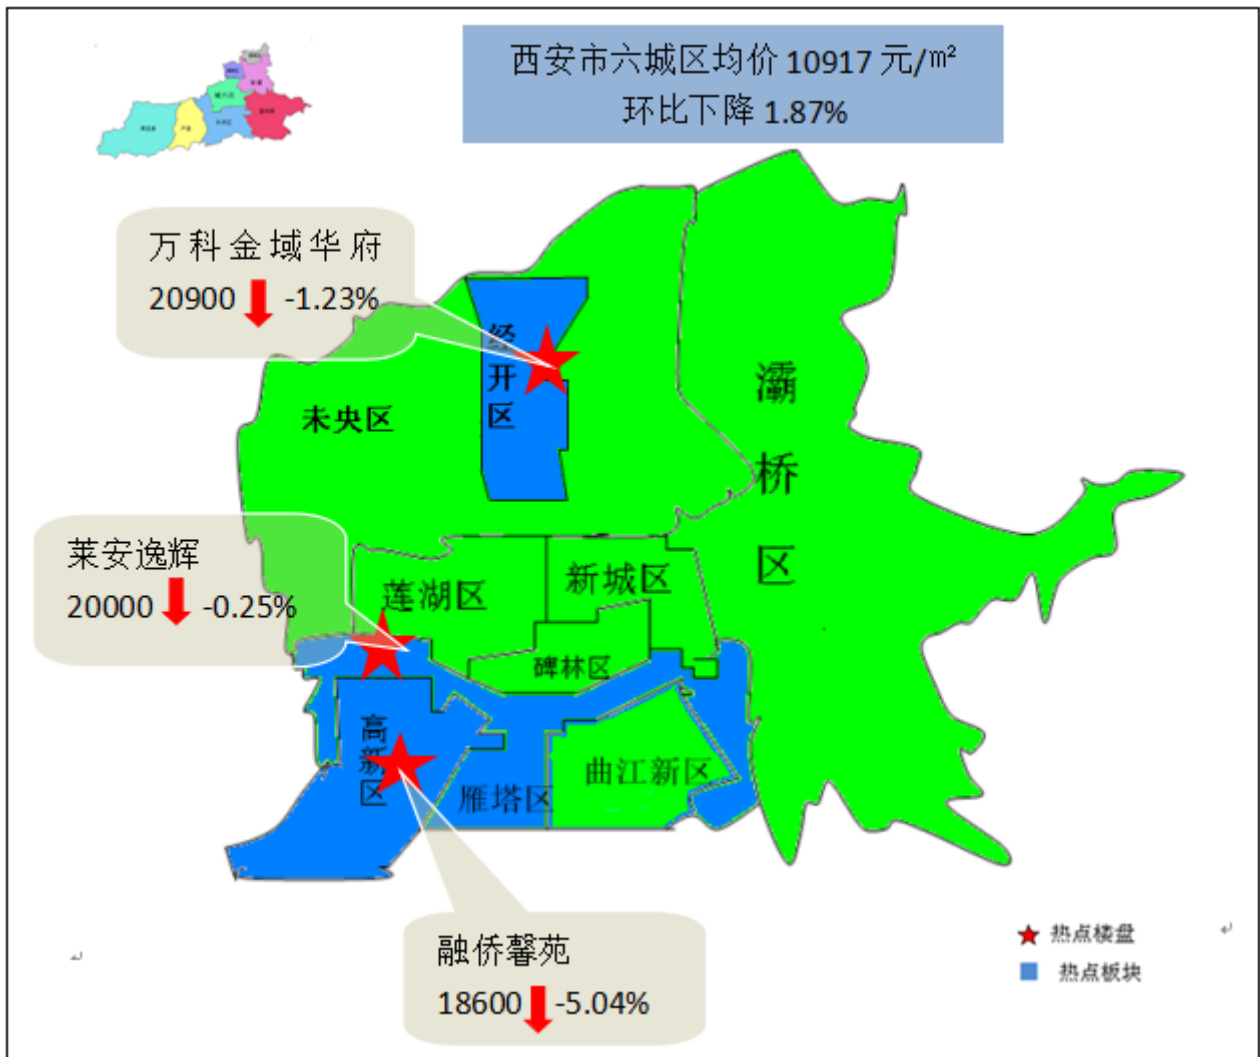 西安市六城区均价 10917 元/㎡
环比下降 1.87%
万科金域华府
20900 -1.23%
经开区
未央区
灞桥区
莱安逸辉
20000 -0.25%
莲湖区
新城区
碑林区
高新区
雁塔区
曲江新区
融侨馨苑
18600 -5.04%
热点楼盘
热点板块